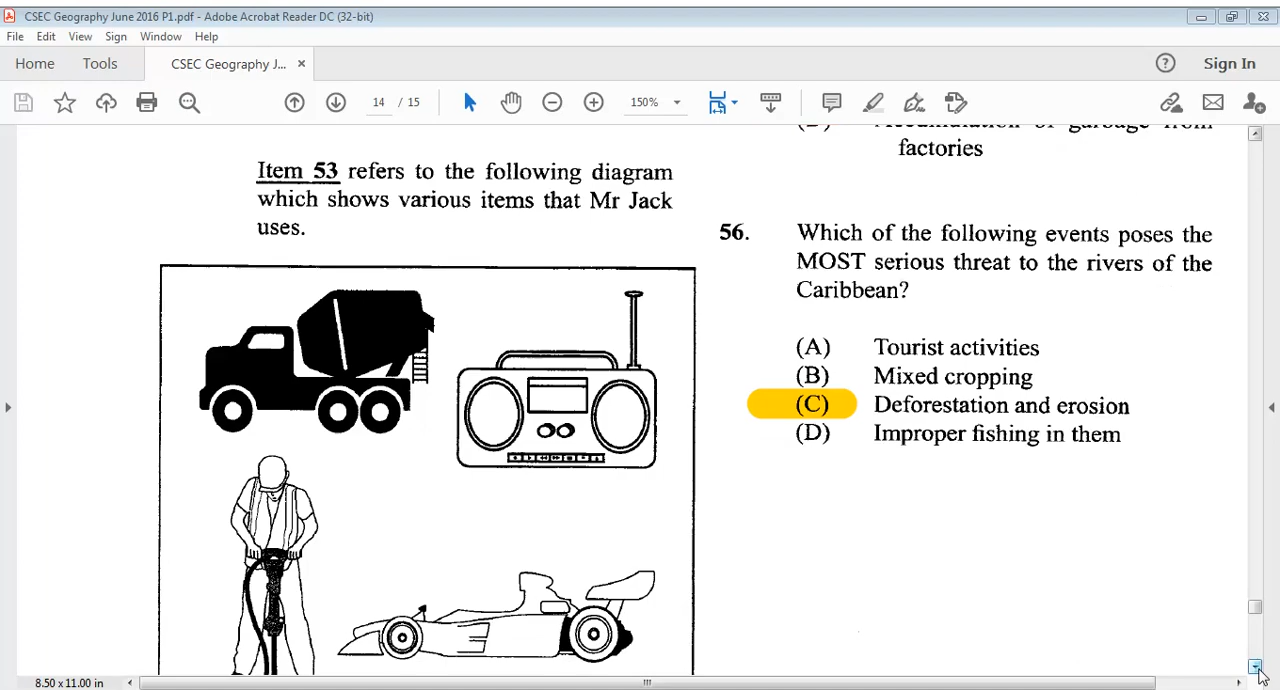 CSEC Geography June 2016 P1.pdf - Adobe Acrobat Reader DC (32-bit)
File Edit View Sign Window Help
Home Tools CSEC Geography J... × Sign In
14 / 15 150%
Item 53 refers to the following diagram
which shows various items that Mr Jack
uses.
factories
56. Which of the following events poses the
MOST serious threat to the rivers of the
Caribbean?
(A) Tourist activities
(B) Mixed cropping
(C) Deforestation and erosion
(D) Improper fishing in them
8.50 x 11.00 in